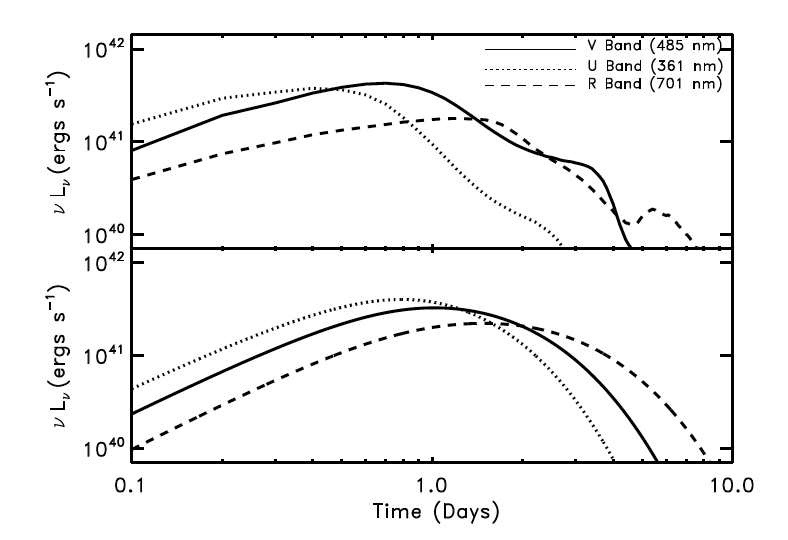 10^42
V Band (485 nm)
U Band (361 nm)
R Band (701 nm)
10^41
ν L_ν (ergs s^−1)
10^40
10^42
10^41
ν L_ν (ergs s^−1)
10^40
0.1
1.0
10.0
Time (Days)